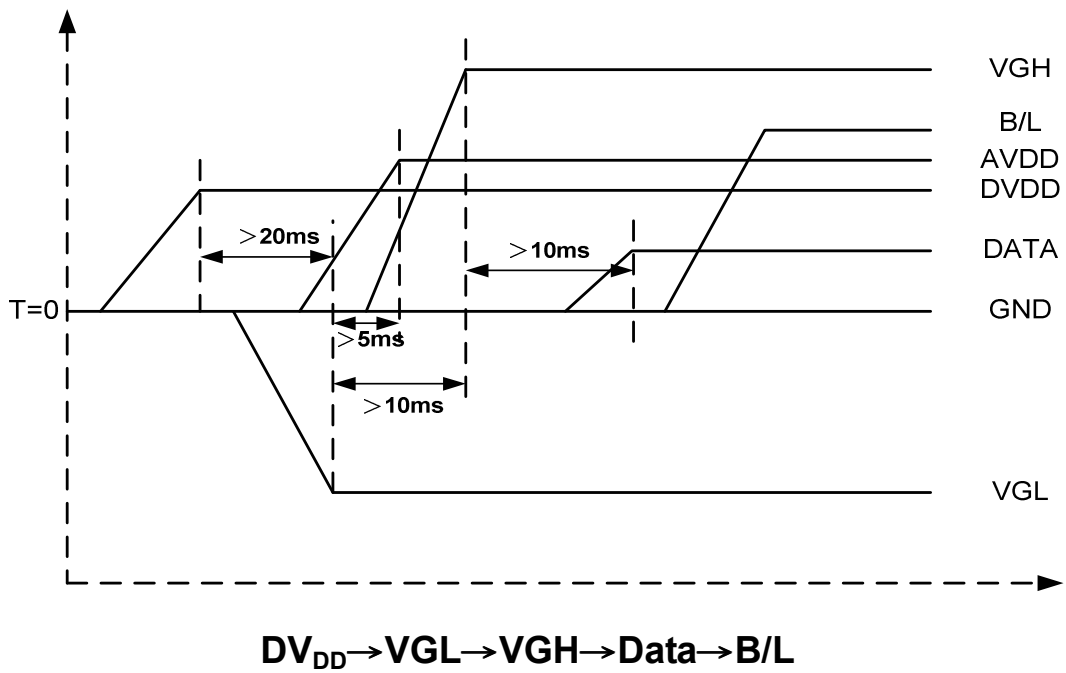 VGH
B/L
AVDD
DVDD
>20ms
>10ms
DATA
T=0
GND
>5ms
>10ms
VGL
DVDD→VGL→VGH→Data→B/L